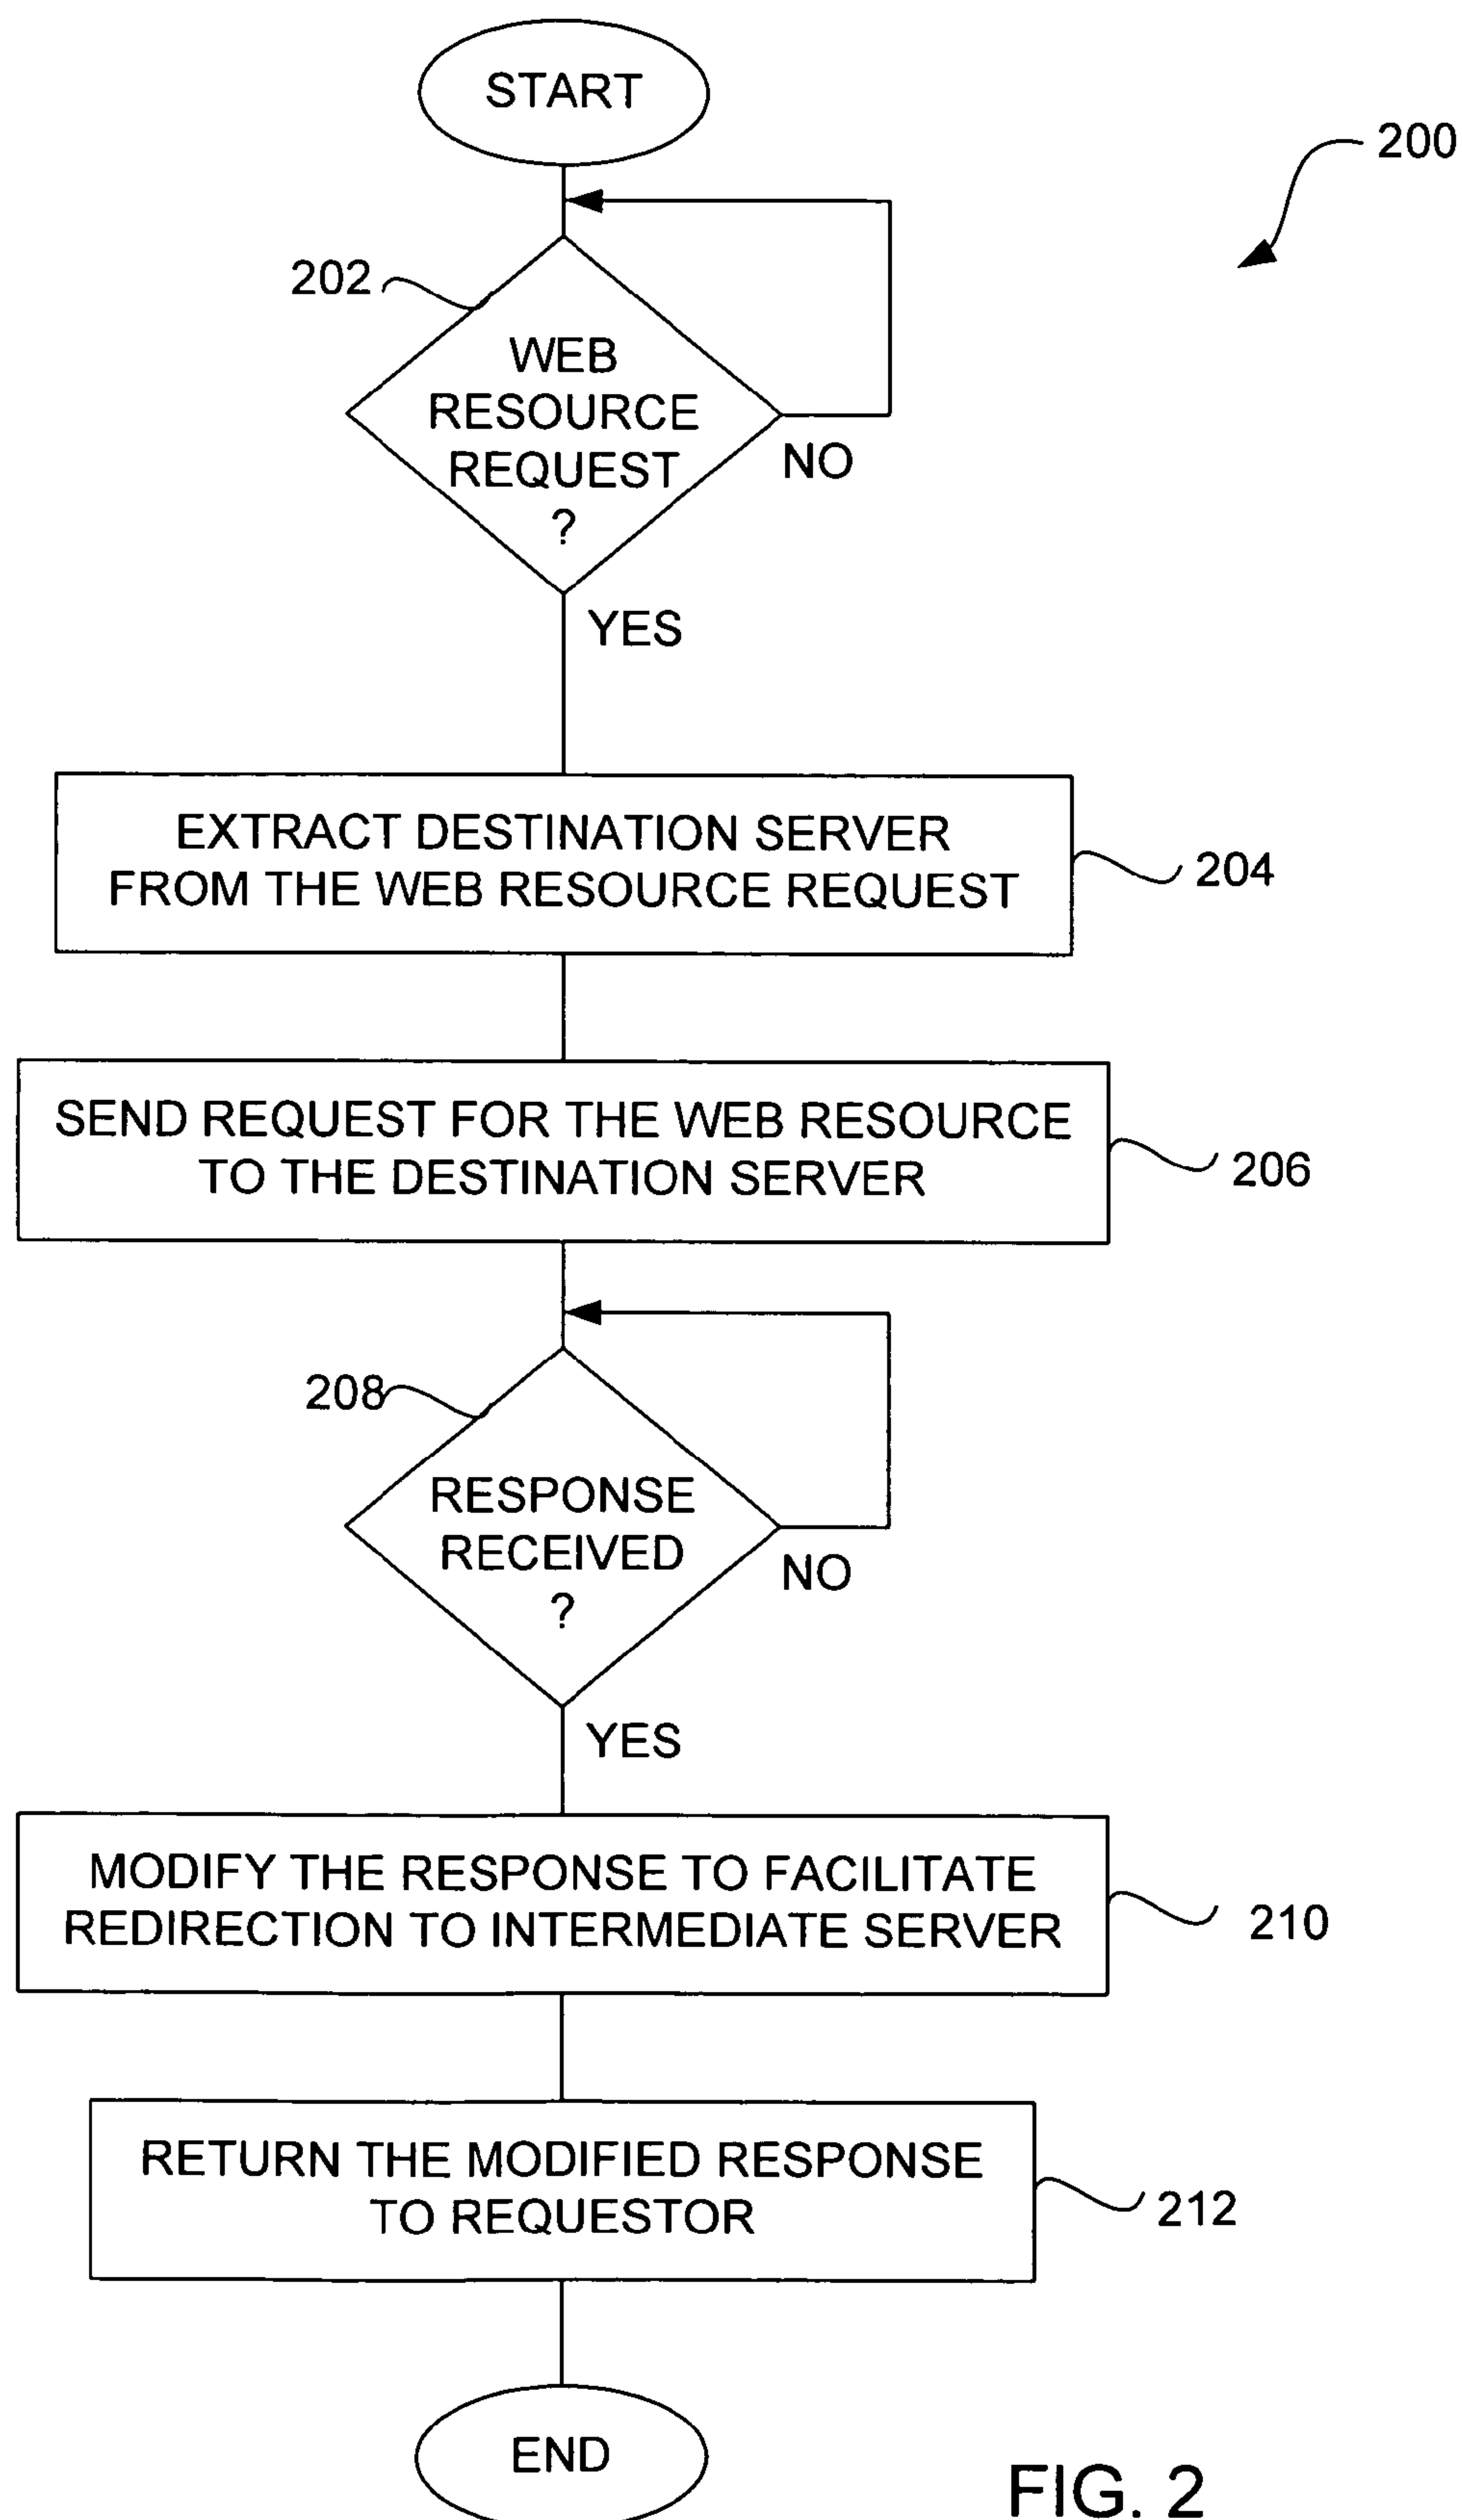 START
200
202
WEB
RESOURCE
REQUEST
?
NO
YES
EXTRACT DESTINATION SERVER
FROM THE WEB RESOURCE REQUEST
204
SEND REQUEST FOR THE WEB RESOURCE
TO THE DESTINATION SERVER
206
208
RESPONSE
RECEIVED
?
NO
YES
MODIFY THE RESPONSE TO FACILITATE
REDIRECTION TO INTERMEDIATE SERVER
210
RETURN THE MODIFIED RESPONSE
TO REQUESTOR
212
END
FIG. 2